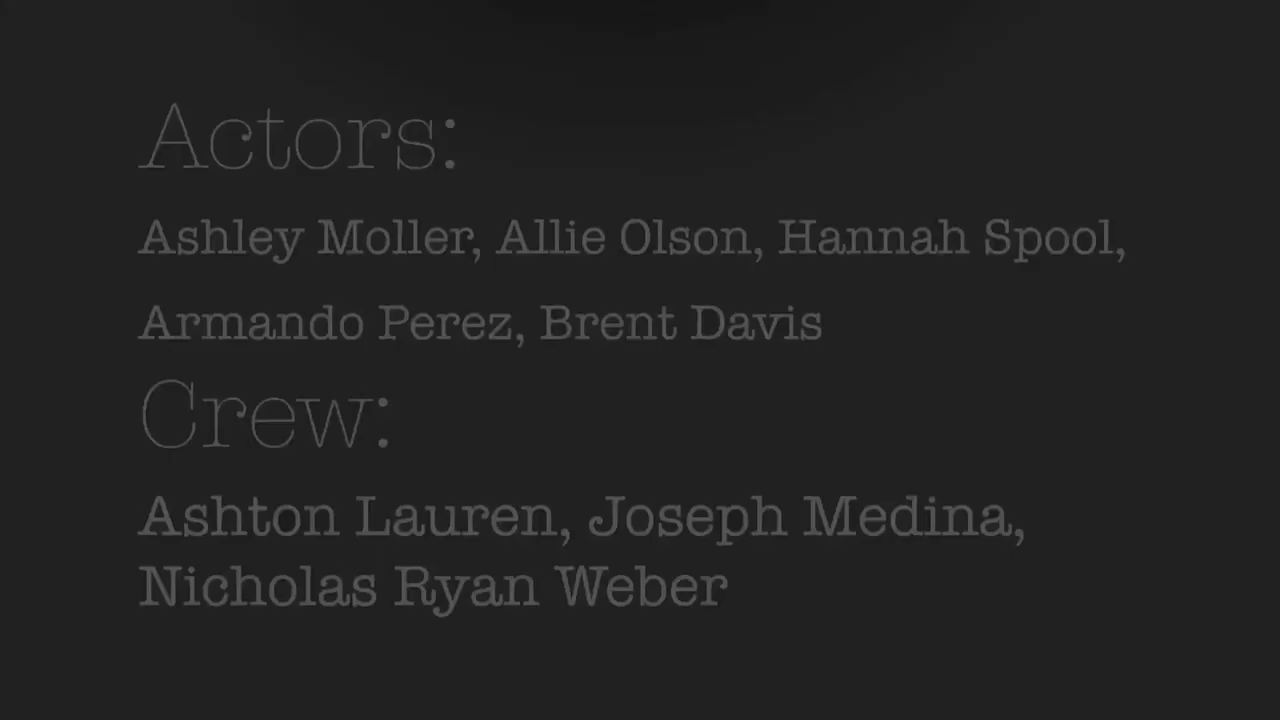 Actors:
Ashley Moller, Allie Olson, Hannah Spool,
Armando Perez, Brent Davis
Crew:
Ashton Lauren, Joseph Medina,
Nicholas Ryan Weber